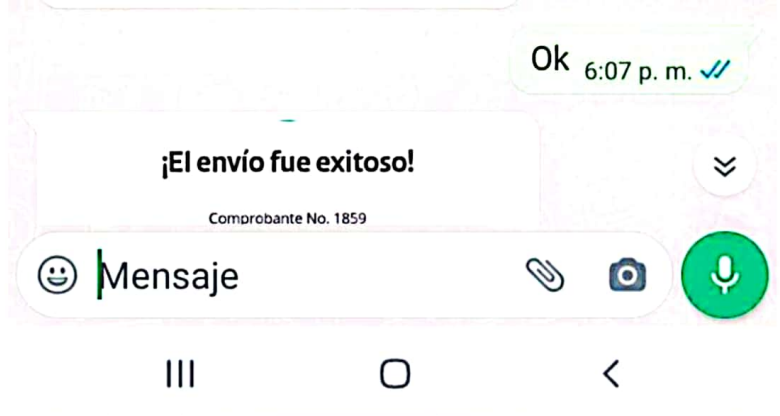 Ok 6:07 p. m.
¡El envío fue exitoso!
Comprobante No. 1859
Mensaje